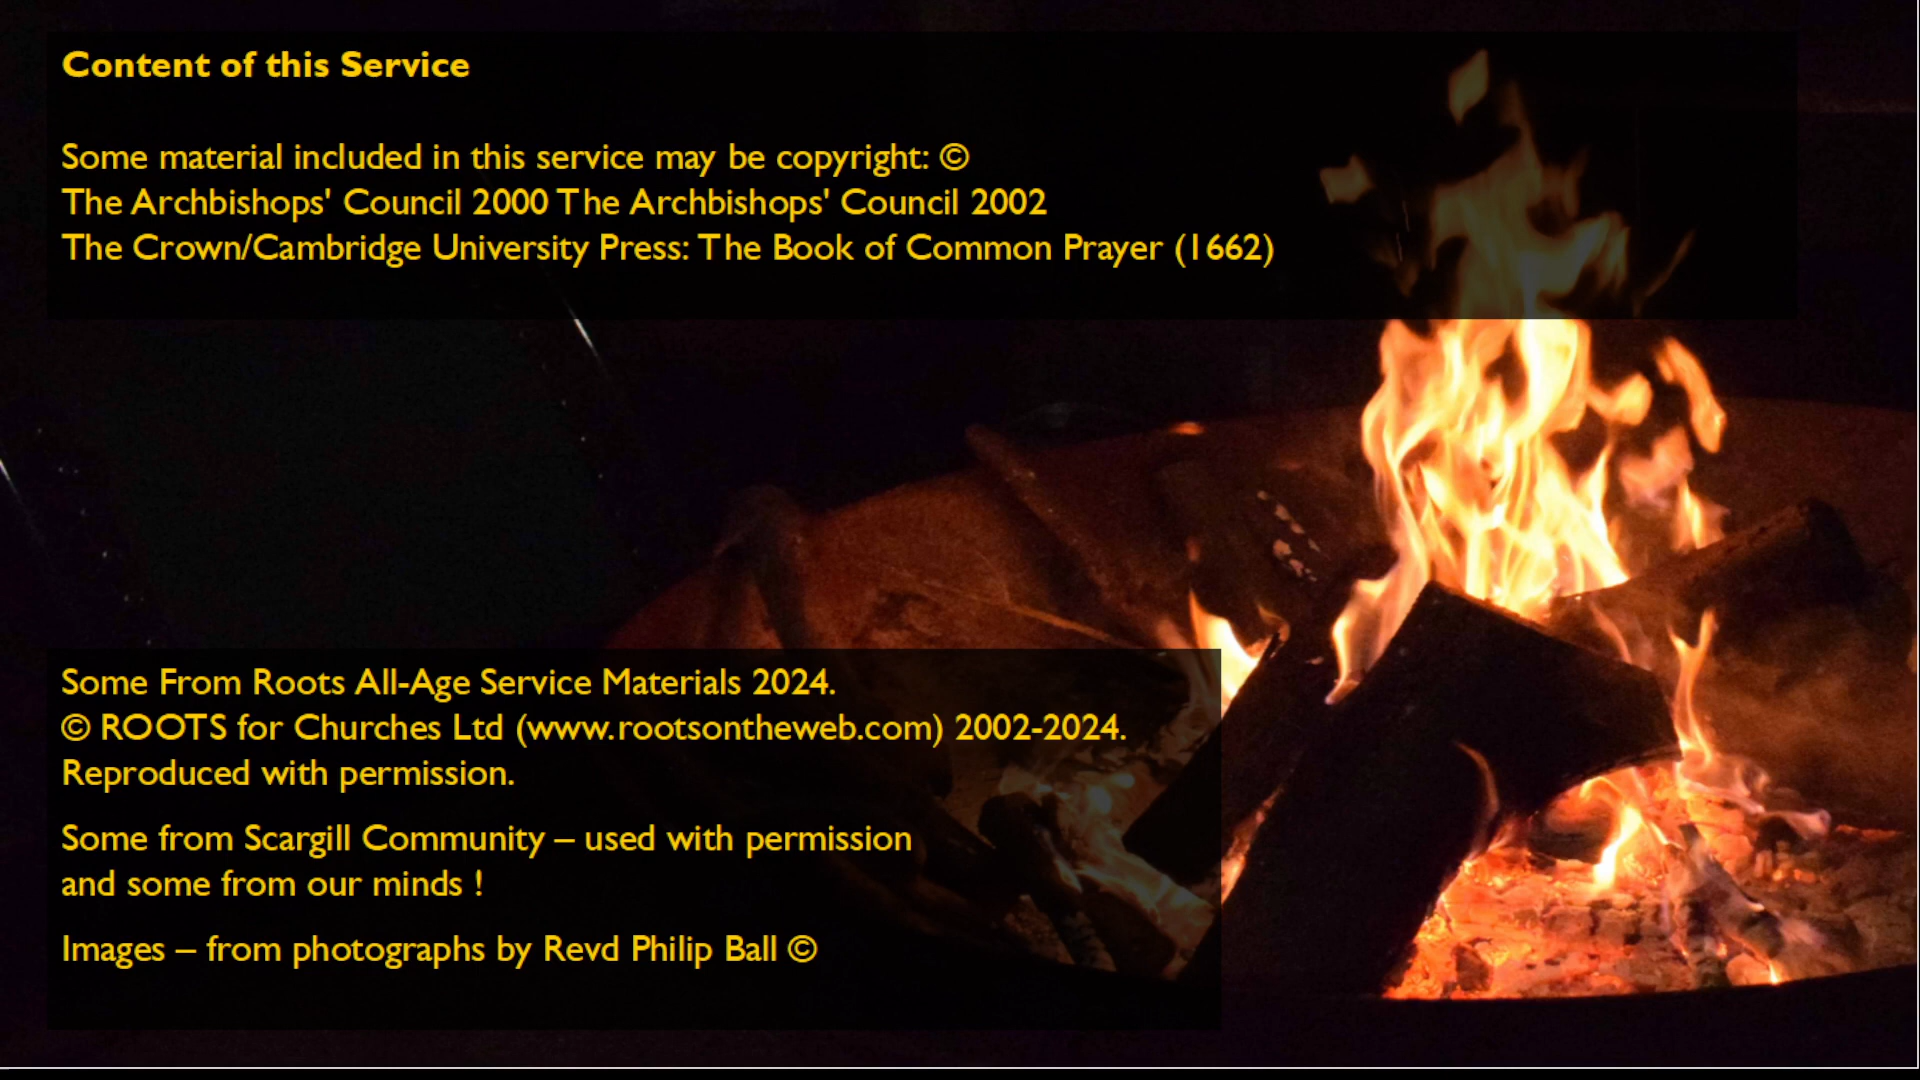 Content of this Service
Some material included in this service may be copyright: ©
The Archbishops' Council 2000 The Archbishops' Council 2002
The Crown/Cambridge University Press: The Book of Common Prayer (1662)
Some From Roots All-Age Service Materials 2024.
© ROOTS for Churches Ltd (www.rootsontheweb.com) 2002-2024.
Reproduced with permission.
Some from Scargill Community – used with permission
and some from our minds !
Images – from photographs by Revd Philip Ball ©